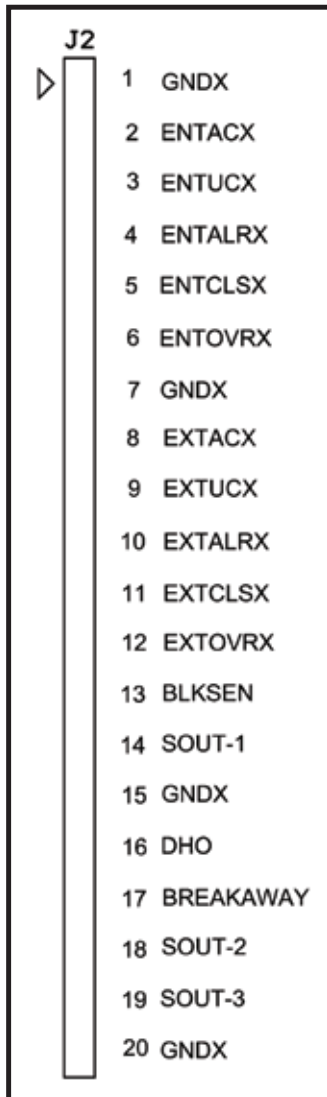 J2
1 GNDX
2 ENTACX
3 ENTUCX
4 ENTALRX
5 ENTCLSX
6 ENTOVRX
7 GNDX
8 EXTACX
9 EXTUCX
10 EXTALRX
11 EXTCLSX
12 EXTOVRX
13 BLKSEN
14 SOUT-1
15 GNDX
16 DHO
17 BREAKAWAY
18 SOUT-2
19 SOUT-3
20 GNDX